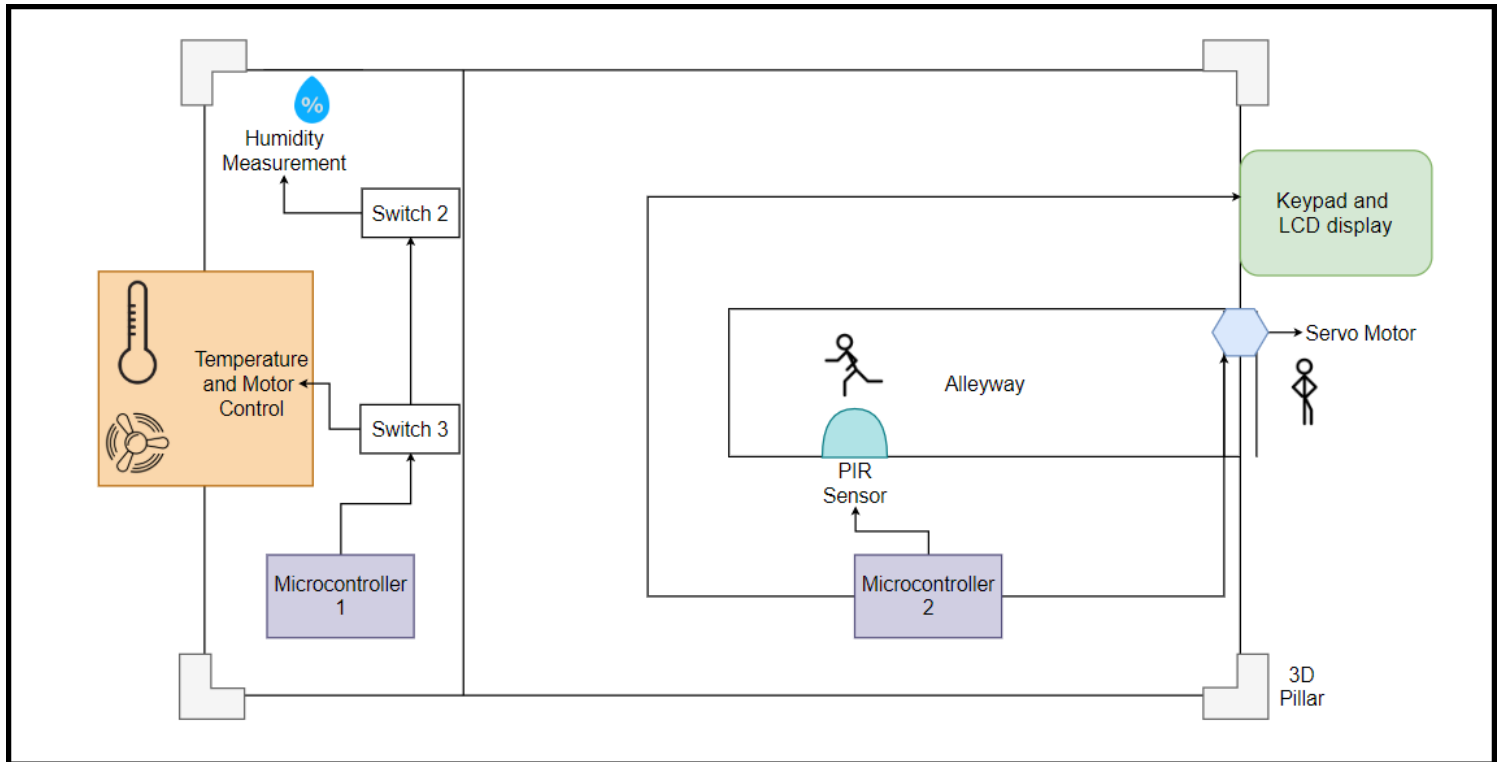 %
Humidity
Measurement
Switch 2
Keypad and
LCD display
Servo Motor
Temperature
and Motor
Control
Alleyway
Switch 3
PIR
Sensor
Microcontroller
1
Microcontroller
2
3D
Pillar